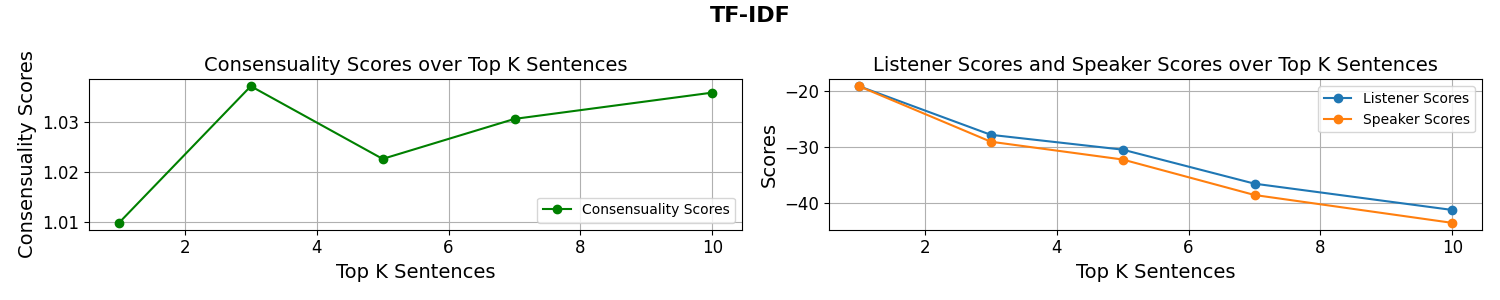 TF-IDF
Consensuality Scores over Top K Sentences
Consensuality Scores
1.03
1.02
1.01
Consensuality Scores
2 4 6 8 10
Top K Sentences
Listener Scores and Speaker Scores over Top K Sentences
Scores
−20
−30
−40
Listener Scores
Speaker Scores
2 4 6 8 10
Top K Sentences